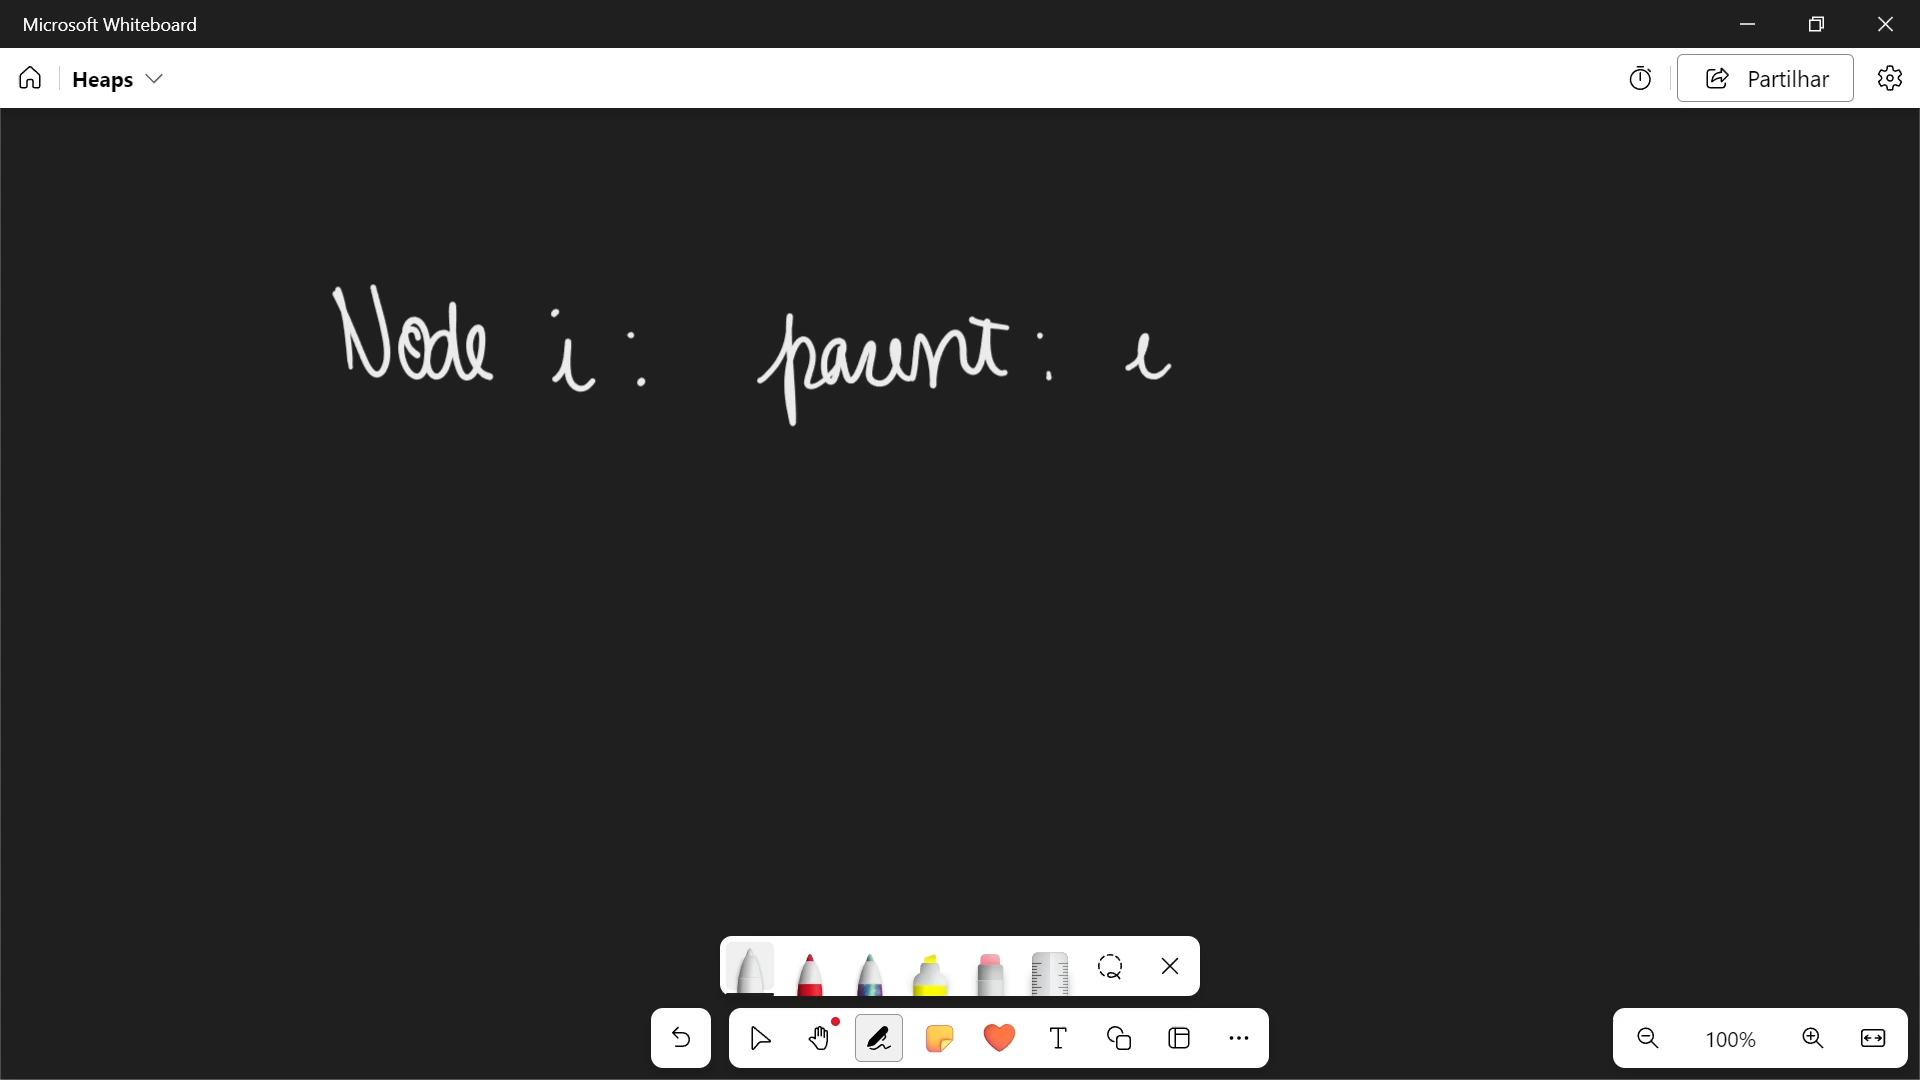 Microsoft Whiteboard
Heaps
Partilhar
Node i: parent: i
100%